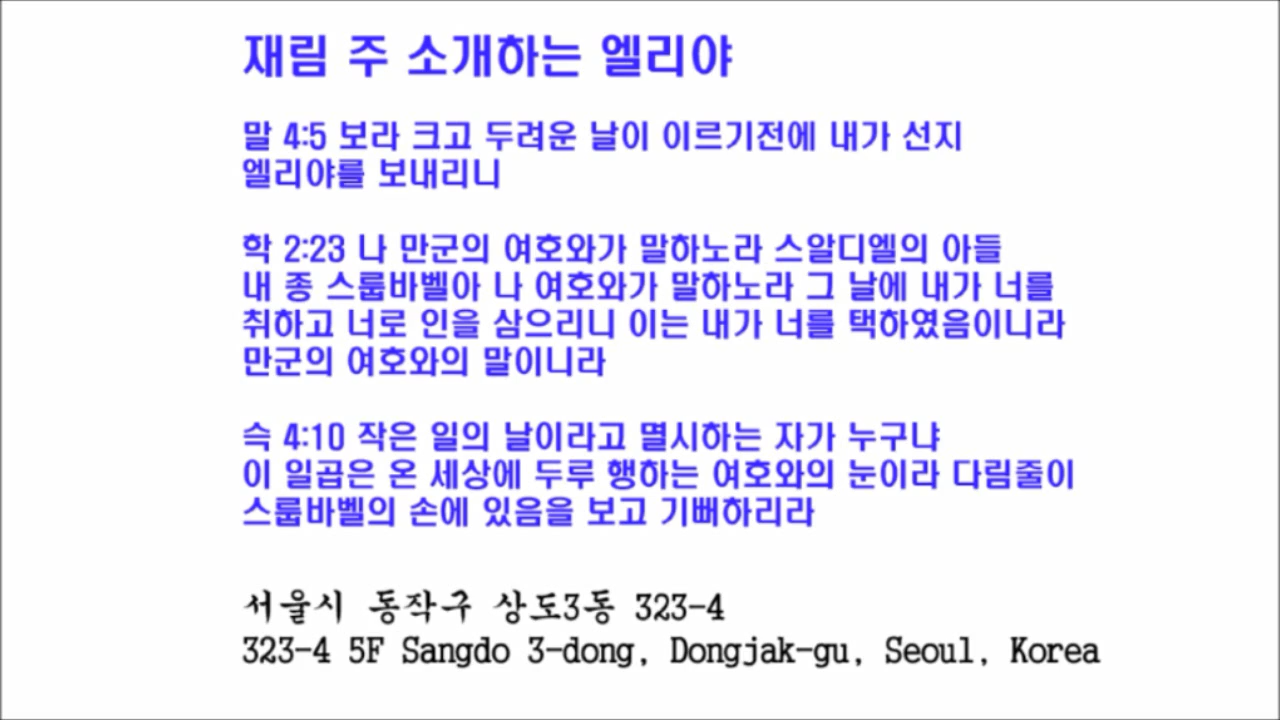 재림 주 소개하는 엘리야
말 4:5 보라 크고 두려운 날이 이르기전에 내가 선지
엘리야를 보내리니
학 2:23 나 만군의 여호와가 말하노라 스알디엘의 아들
내 종 스룹바벨아 나 여호와가 말하노라 그 날에 내가 너를
취하고 너로 인을 삼으리니 이는 내가 너를 택하였음이니라
만군의 여호와의 말이니라
슥 4:10 작은 일의 날이라고 멸시하는 자가 누구냐
이 일곱은 온 세상에 두루 행하는 여호와의 눈이라 다림줄이
스룹바벨의 손에 있음을 보고 기뻐하리라
서울시 동작구 상도3동 323-4
323-4 5F Sangdo 3-dong, Dongjak-gu, Seoul, Korea